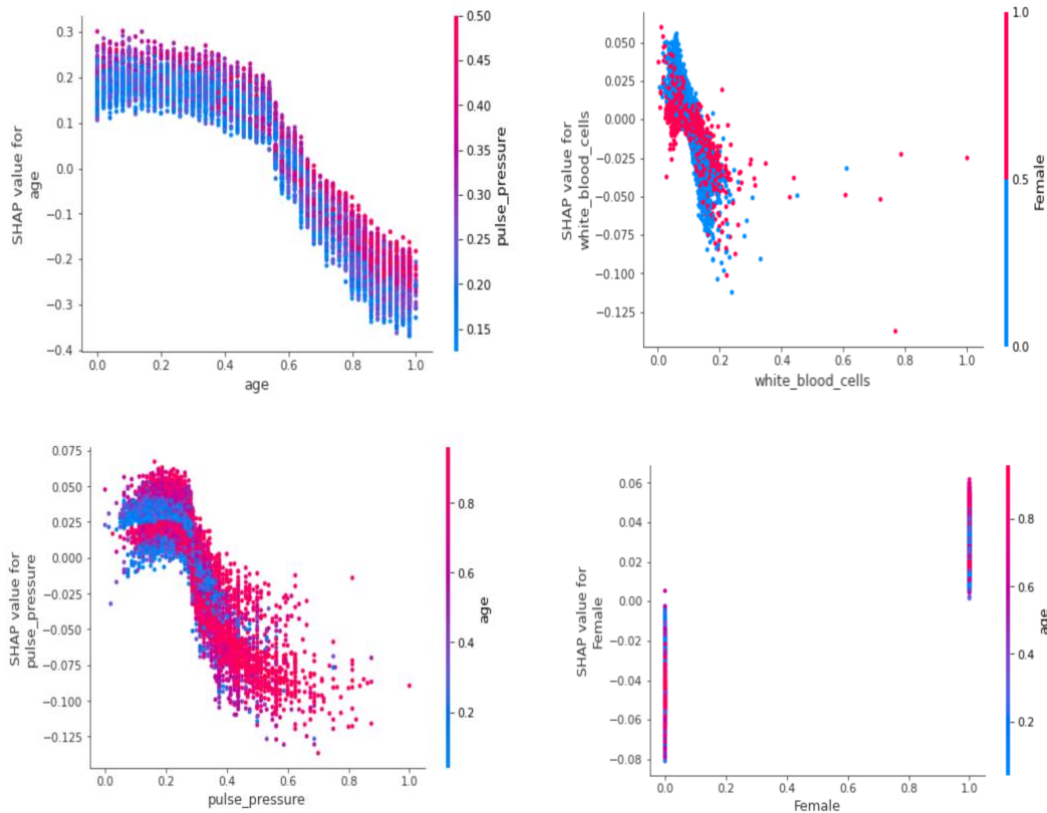 0.3
0.2
0.1
0.0
−0.1
−0.2
−0.3
−0.4
SHAP value for
age
0.0 0.2 0.4 0.6 0.8 1.0
age
0.50
0.45
0.40
0.35
0.30
0.25
0.20
0.15
pulse_pressure
0.050
0.025
0.000
−0.025
−0.050
−0.075
−0.100
−0.125
SHAP value for
white_blood_cells
0.0 0.2 0.4 0.6 0.8 1.0
white_blood_cells
1.0
0.5
0.0
Female
0.075
0.050
0.025
0.000
−0.025
−0.050
−0.075
−0.100
−0.125
SHAP value for
pulse_pressure
0.0 0.2 0.4 0.6 0.8 1.0
pulse_pressure
0.8
0.6
0.4
0.2
age
0.06
0.04
0.02
0.00
−0.02
−0.04
−0.06
−0.08
SHAP value for
Female
0.0 0.2 0.4 0.6 0.8 1.0
Female
0.8
0.6
0.4
0.2
age